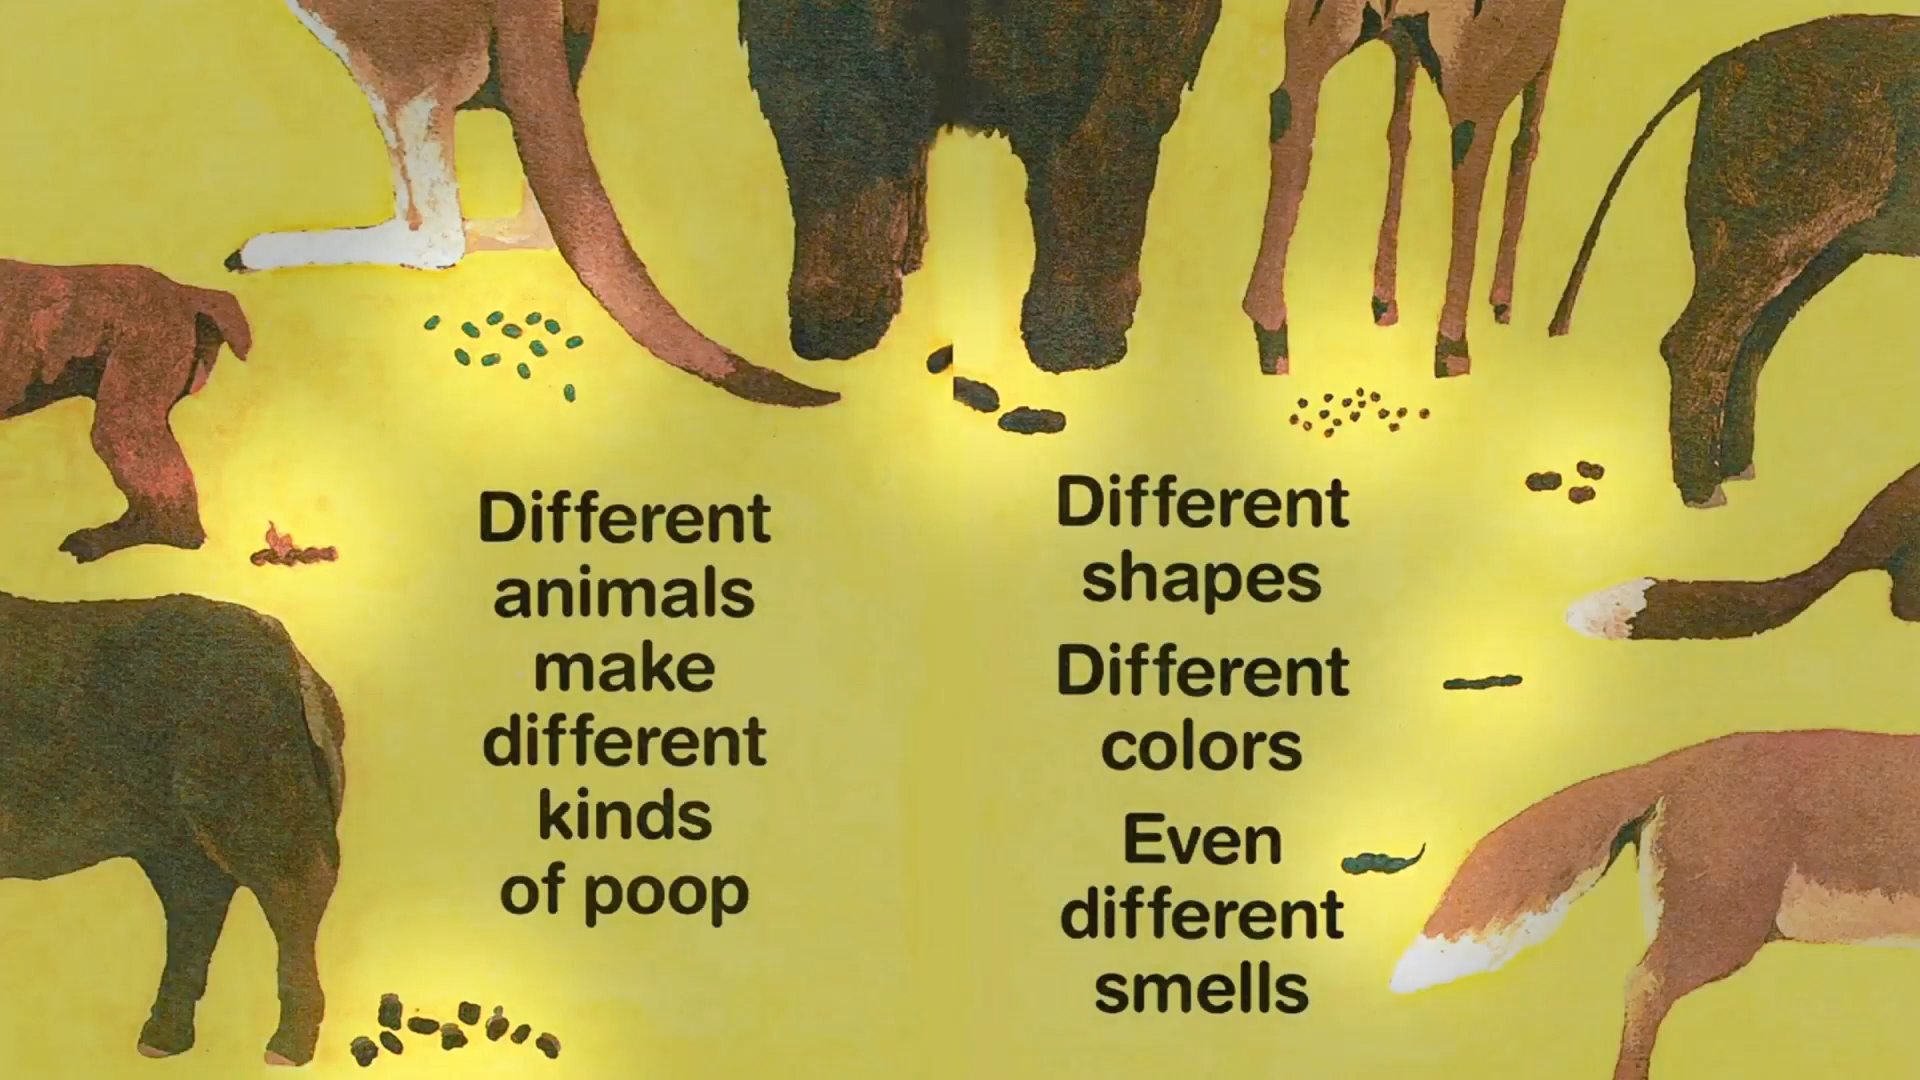 Different
animals
make
different
kinds
of poop
Different
shapes
Different
colors
Even
different
smells